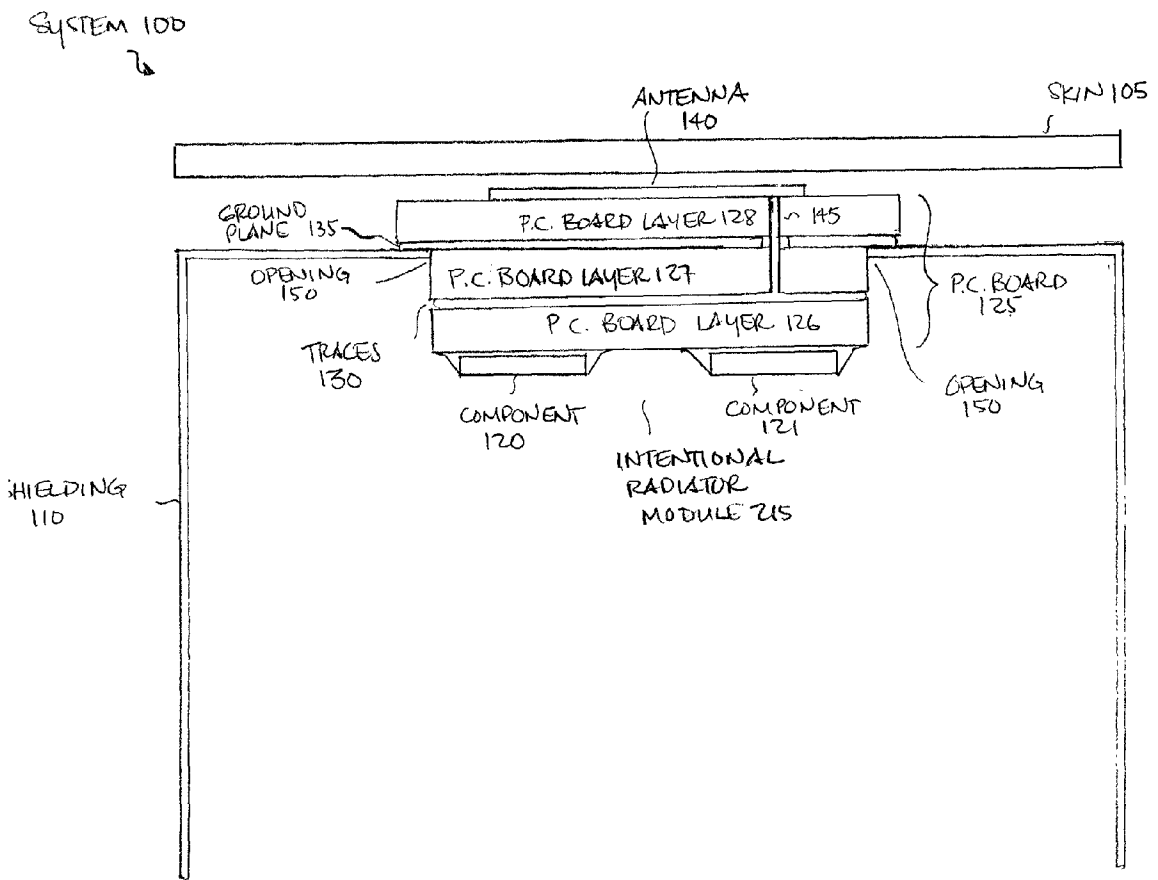 SYSTEM 100
ANTENNA
140
SKIN 105
GROUND
PLANE 135
P.C. BOARD LAYER 128
145
OPENING
150
P.C. BOARD LAYER 127
P.C. BOARD
125
P.C. BOARD LAYER 126
TRACES
130
OPENING
150
COMPONENT
120
COMPONENT
121
INTENTIONAL
RADIATOR
MODULE 215
SHIELDING
110